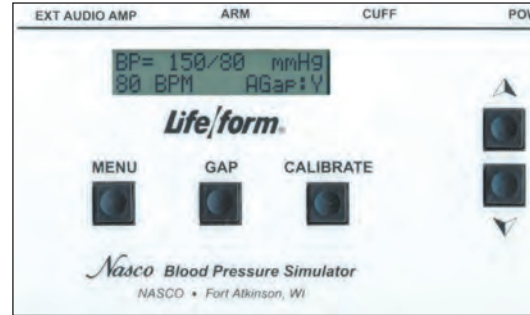 EXT AUDIO AMP ARM CUFF
BP= 150/80 mmHg
80 BPM AGap:Y
Life/form®
MENU GAP CALIBRATE
Nasco Blood Pressure Simulator
NASCO • Fort Atkinson, WI